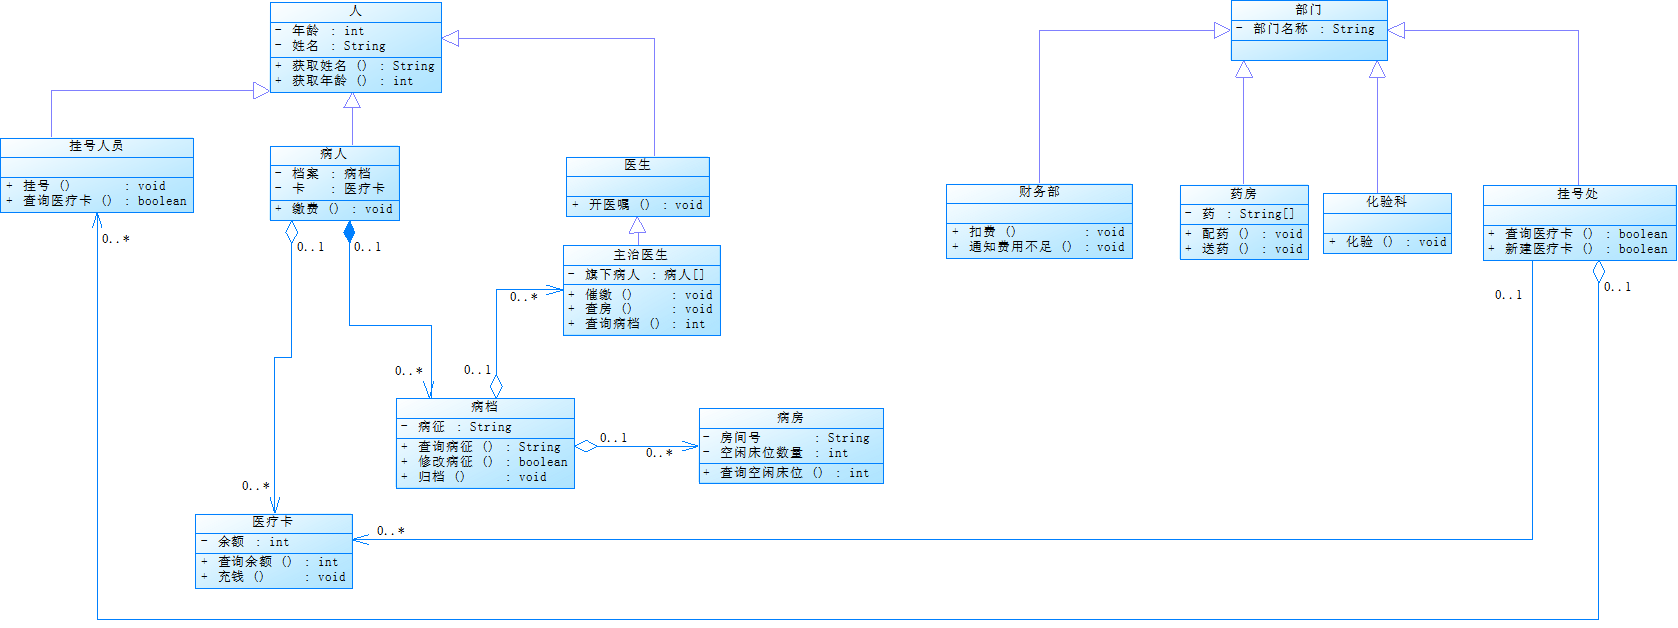 人
- 年龄 : int
- 姓名 : String
+ 获取姓名 () : String
+ 获取年龄 () : int
部门
- 部门名称 : String
挂号人员
+ 挂号 () : void
+ 查询医疗卡 () : boolean
病人
- 档案 : 病档
- 卡 : 医疗卡
+ 缴费 () : void
医生
+ 开医嘱 () : void
财务部
+ 扣费 () : void
+ 通知费用不足 () : void
药房
- 药 : String[]
+ 配药 () : void
+ 送药 () : void
化验科
+ 化验 () : void
挂号处
+ 查询医疗卡 () : boolean
+ 新建医疗卡 () : boolean
0..*
0..1
0..1
主治医生
- 旗下病人 : 病人[]
+ 催缴 () : void
+ 查房 () : void
+ 查询病档 () : int
0..*
0..1
0..1
0..*
0..1
病档
- 病征 : String
+ 查询病征 () : String
+ 修改病征 () : boolean
+ 归档 () : void
0..1
0..*
病房
- 房间号 : String
- 空闲床位数量 : int
+ 查询空闲床位 () : int
0..*
0..*
医疗卡
- 余额 : int
+ 查询余额 () : int
+ 充钱 () : void